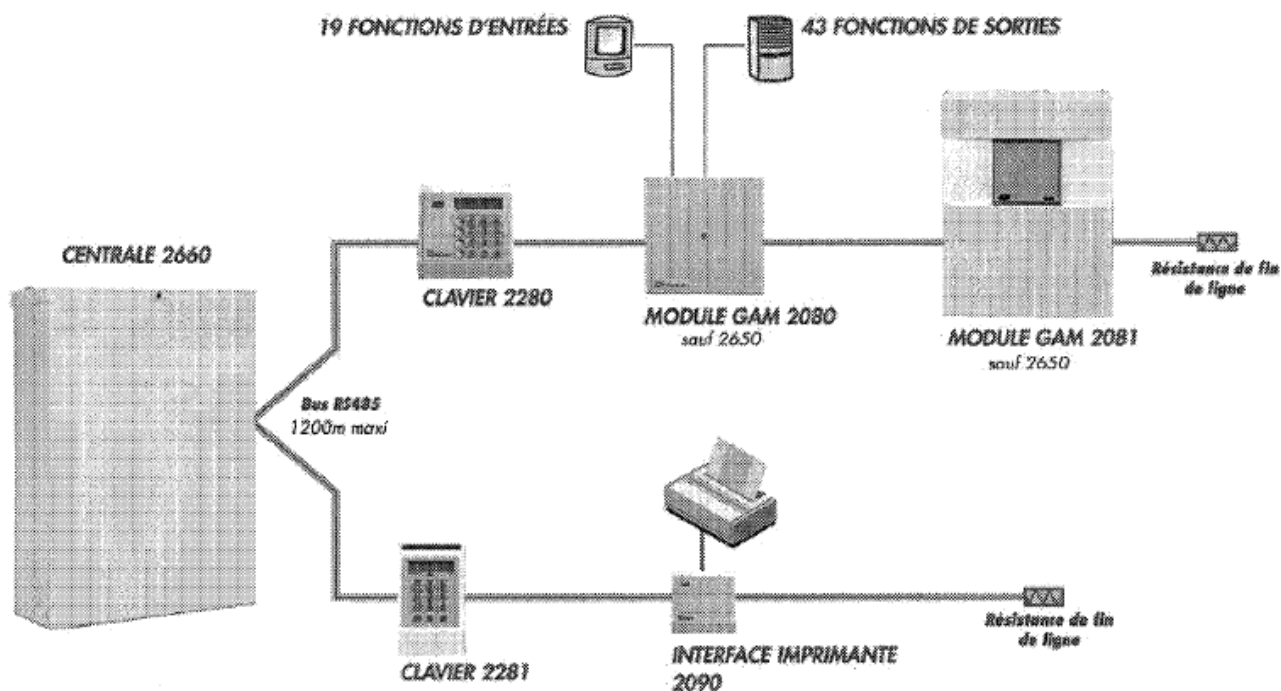 19 FONCTIONS D'ENTRÉES
43 FONCTIONS DE SORTIES
CENTRALE 2660
CLAVIER 2280
MODULE GAM 2080
sauf 2650
Résistance de fin
de ligne
MODULE GAM 2081
sauf 2650
Bus RS485
1200m maxi
CLAVIER 2281
INTERFACE IMPRIMANTE
2090
Résistance de fin
de ligne